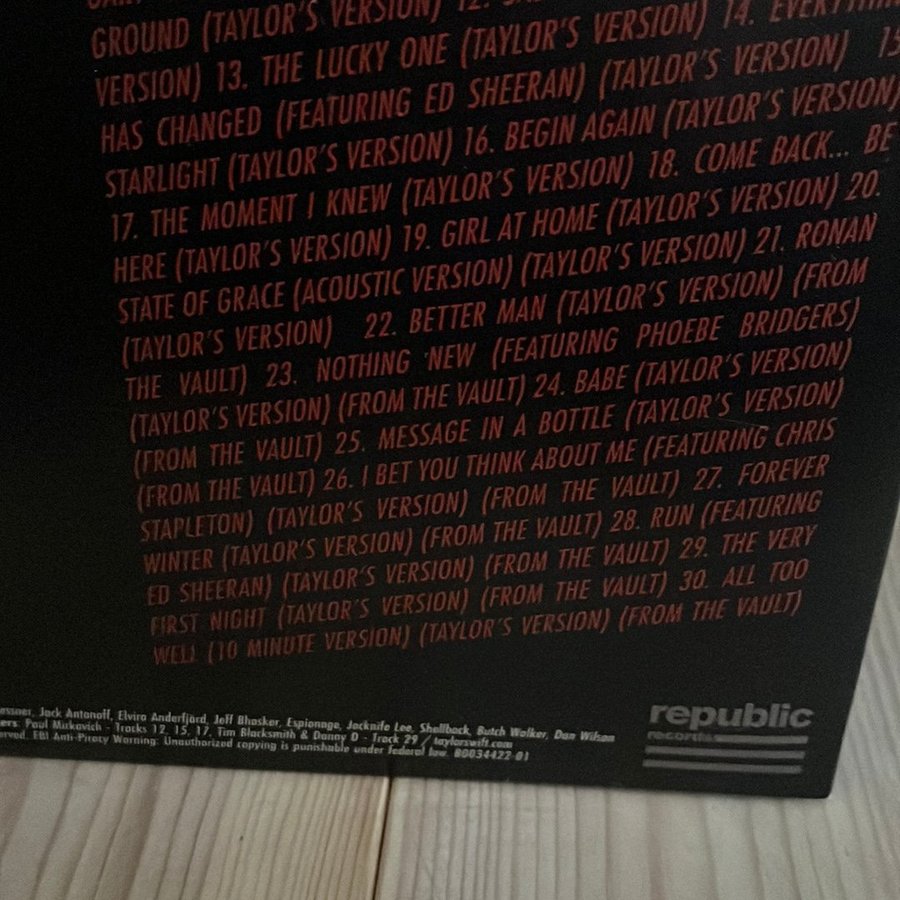 GROUND (TAYLOR'S VERSION) 12.
VERSION) 13. THE LUCKY ONE (TAYLOR'S VERSION) 14. EVERYTHING
HAS CHANGED (FEATURING ED SHEERAN) (TAYLOR'S VERSION) 15
STARLIGHT (TAYLOR'S VERSION) 16. BEGIN AGAIN (TAYLOR'S VERSION)
17. THE MOMENT I KNEW (TAYLOR'S VERSION) 18. COME BACK... BE
HERE (TAYLOR'S VERSION) 19. GIRL AT HOME (TAYLOR'S VERSION) 20.
STATE OF GRACE (ACOUSTIC VERSION) (TAYLOR'S VERSION) 21. RONAN
(TAYLOR'S VERSION) 22. BETTER MAN (TAYLOR'S VERSION) (FROM
THE VAULT) 23. NOTHING NEW (FEATURING PHOEBE BRIDGERS)
(TAYLOR'S VERSION) (FROM THE VAULT) 24. BABE (TAYLOR'S VERSION)
(FROM THE VAULT) 25. MESSAGE IN A BOTTLE (TAYLOR'S VERSION)
(FROM THE VAULT) 26. I BET YOU THINK ABOUT ME (FEATURING CHRIS
STAPLETON) (TAYLOR'S VERSION) (FROM THE VAULT) 27. FOREVER
WINTER (TAYLOR'S VERSION) (FROM THE VAULT) 28. RUN (FEATURING
ED SHEERAN) (TAYLOR'S VERSION) (FROM THE VAULT) 29. THE VERY
FIRST NIGHT (TAYLOR'S VERSION) (FROM THE VAULT) 30. ALL TOO
WELL (10 MINUTE VERSION) (TAYLOR'S VERSION) (FROM THE VAULT)
Jack Antonoff, Elvira Anderfjärd, Jeff Bhasker, Espionage, Jacknife Lee, Shellback, Butch Walker, Dan Wilson
ers: Paul Mirkovich - Tracks 12, 15, 17, Tim Blacksmith & Danny D - Track 29 / taylorswift.com
erved. FBI Anti-Piracy Warning: Unauthorized copying is punishable under federal law. B0034422-01
republic
records